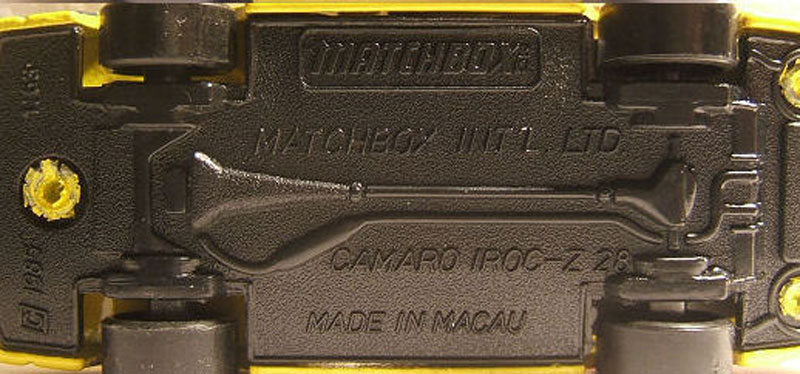 MATCHBOX
MATCHBOX INT'L. LTD
CAMARO IROC-Z 28
MADE IN MACAU